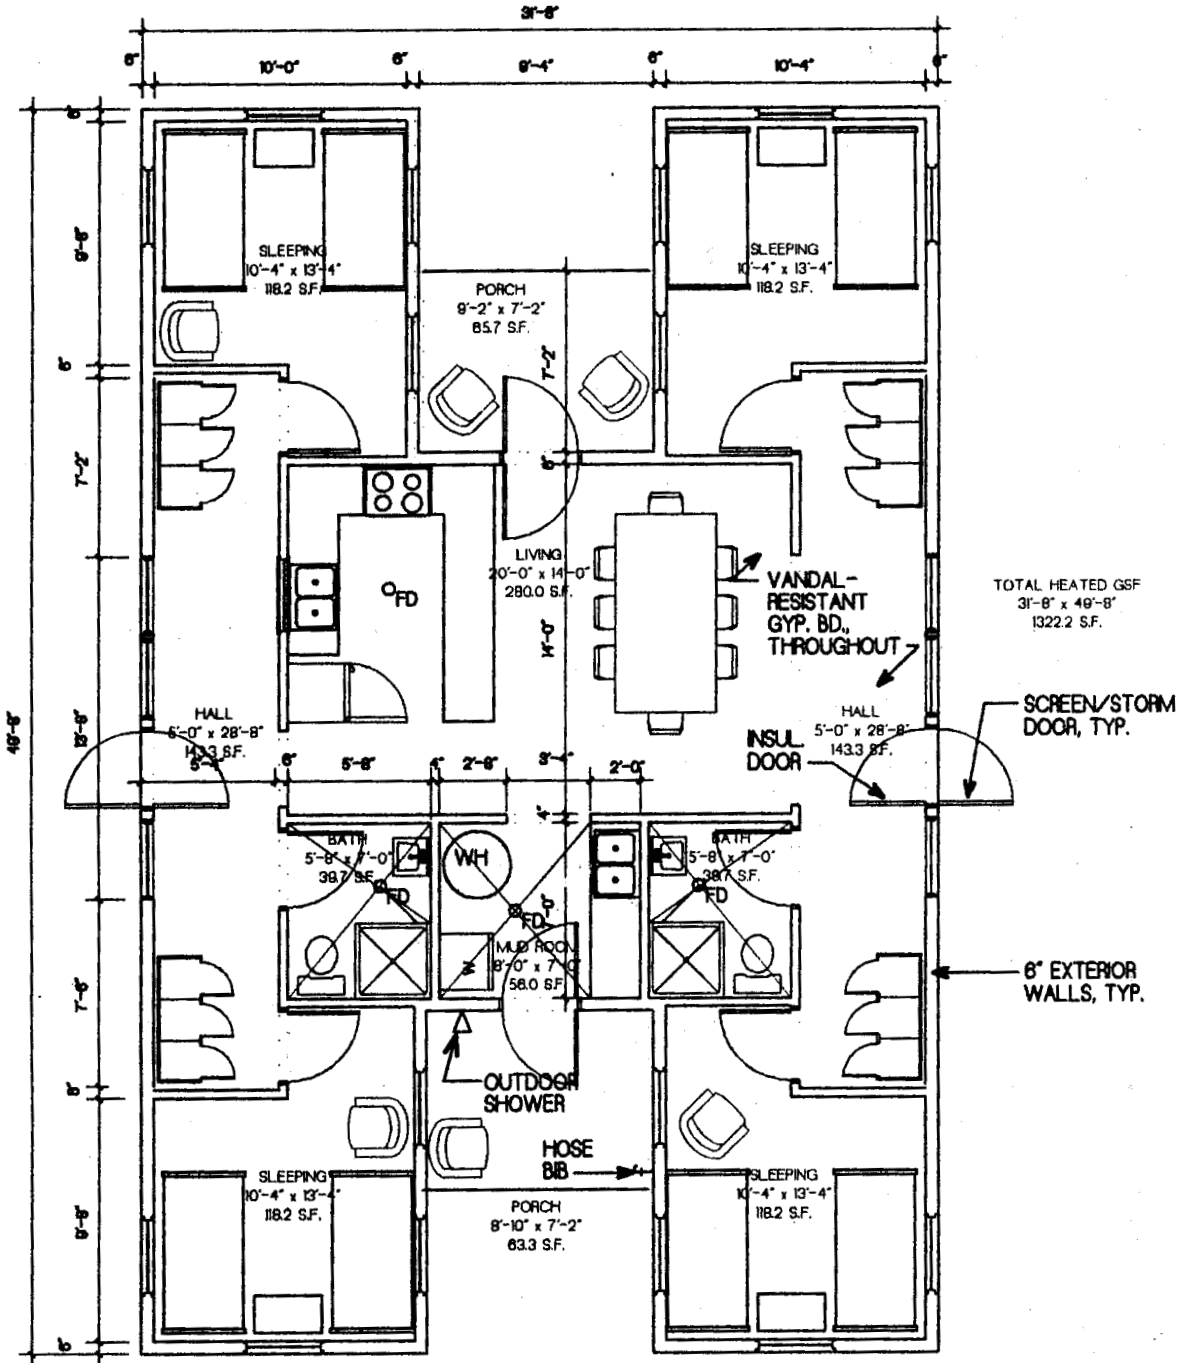 31'-8"
6"
10'-0"
6"
9'-4"
6"
10'-4"
6"
6"
9'-8"
6"
7'-2"
13'-8"
49'-8"
7'-6"
6"
9'-8"
6"
SLEEPING
10'-4" x 13'-4"
118.2 S.F.
PORCH
9'-2" x 7'-2"
65.7 S.F.
SLEEPING
10'-4" x 13'-4"
118.2 S.F.
7'-2"
6"
LIVING
20'-0" x 14'-0"
280.0 S.F.
FD
14'-0"
VANDAL-
RESISTANT
GYP. BD.,
THROUGHOUT
TOTAL HEATED GSF
31'-8" x 49'-8"
1322.2 S.F.
HALL
5'-0" x 28'-8"
143.3 S.F.
5'-4"
6"
5'-8"
4"
2'-8"
3'-4"
2'-0"
HALL
5'-0" x 28'-8"
143.3 S.F.
INSUL.
DOOR
SCREEN/STORM
DOOR, TYP.
4"
BATH
5'-8" x 7'-0"
39.7 S.F.
FD
WH
FD
7'-0"
W
MUD ROOM
8'-0" x 7'-0"
56.0 S.F.
BATH
5'-8" x 7'-0"
39.7 S.F.
FD
6" EXTERIOR
WALLS, TYP.
OUTDOOR
SHOWER
HOSE
BIB
SLEEPING
10'-4" x 13'-4"
118.2 S.F.
PORCH
8'-10" x 7'-2"
63.3 S.F.
SLEEPING
10'-4" x 13'-4"
118.2 S.F.